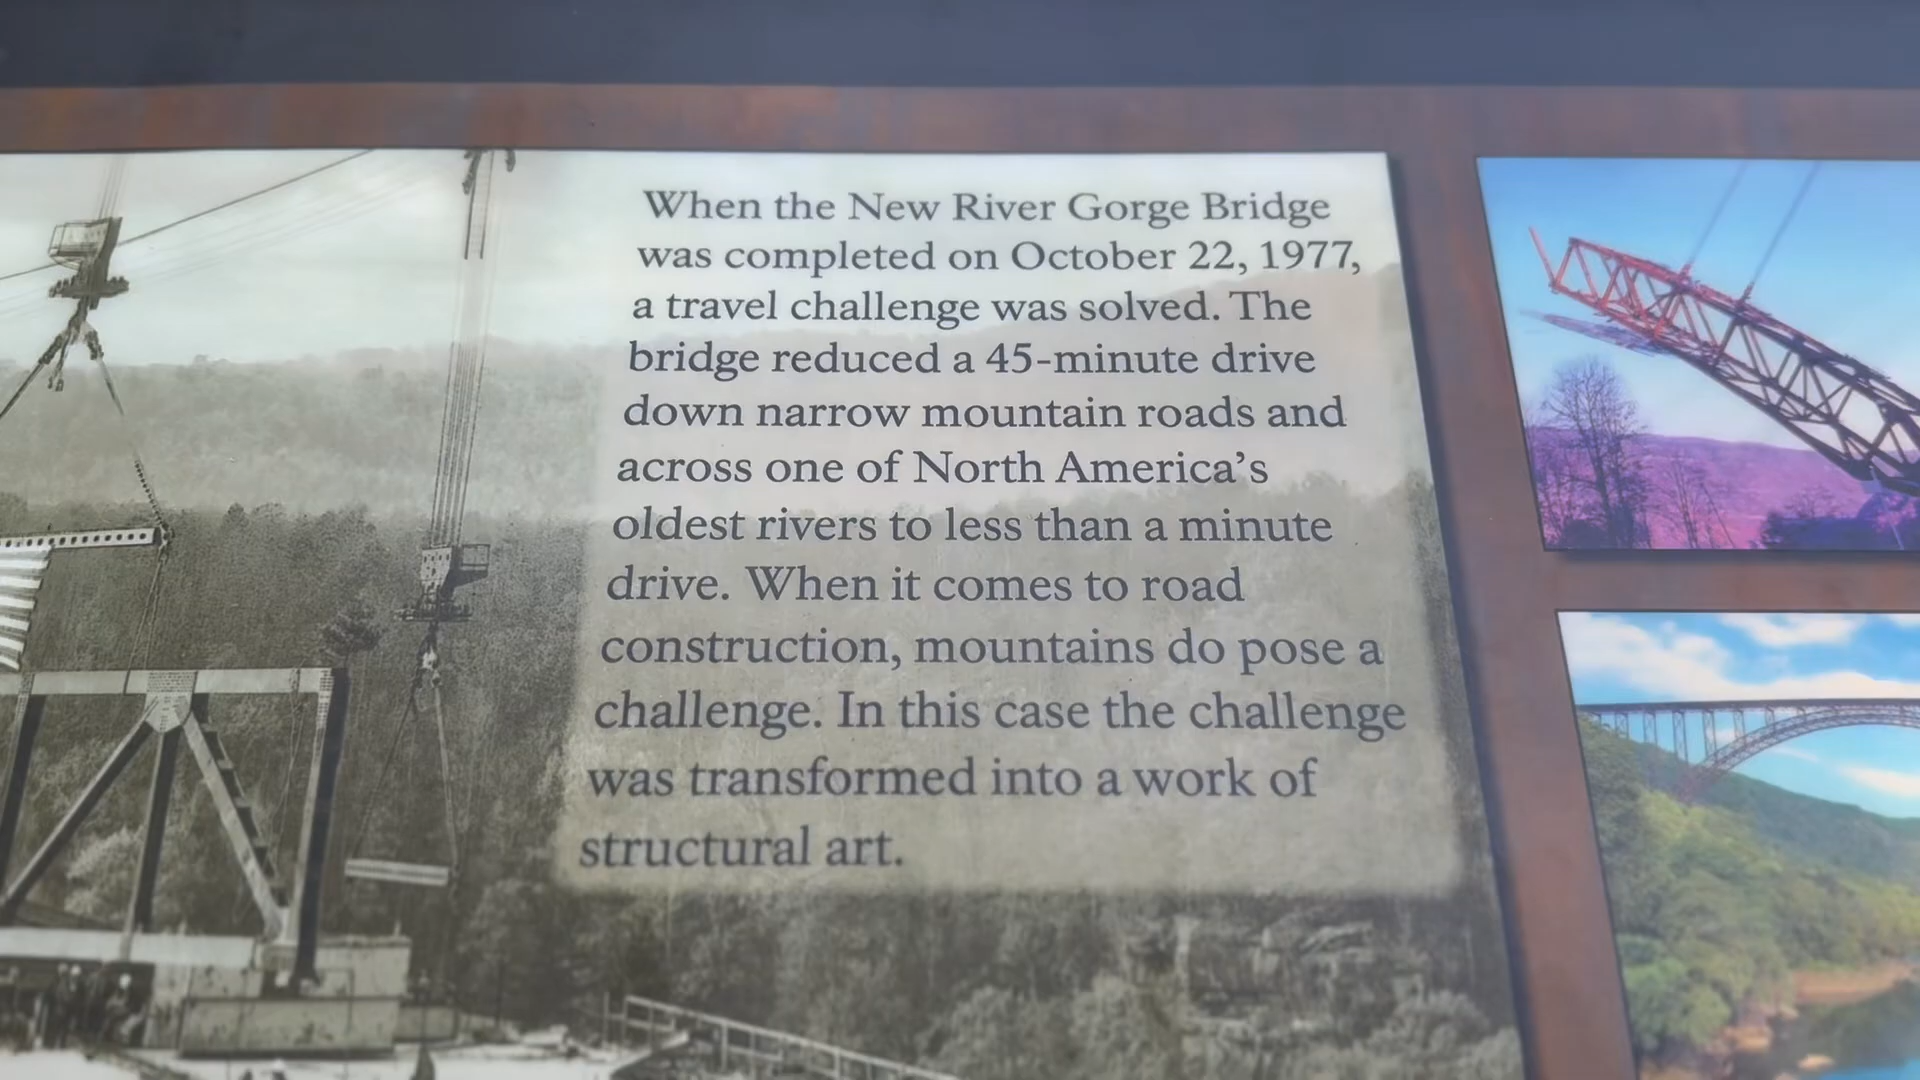 When the New River Gorge Bridge
was completed on October 22, 1977,
a travel challenge was solved. The
bridge reduced a 45-minute drive
down narrow mountain roads and
across one of North America’s
oldest rivers to less than a minute
drive. When it comes to road
construction, mountains do pose a
challenge. In this case the challenge
was transformed into a work of
structural art.